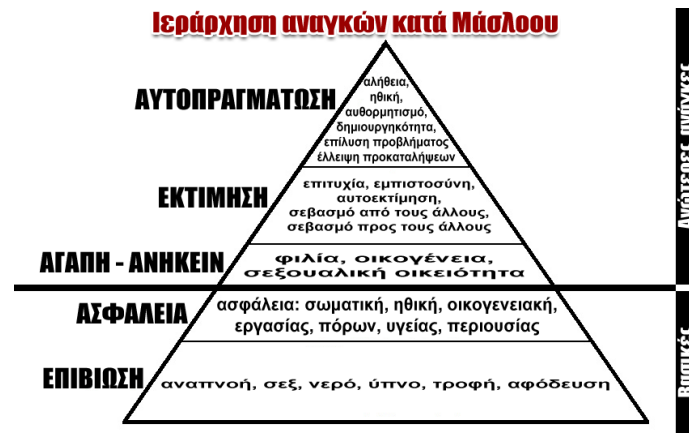 Ιεράρχηση αναγκών κατά Μάσλοου
ΑΥΤΟΠΡΑΓΜΑΤΩΣΗ
αλήθεια,
ηθική,
αυθορμητισμό,
δημιουργηκότητα,
επίλυση προβλήματος
έλλειψη προκαταλήψεων
ΕΚΤΙΜΗΣΗ
επιτυχία, εμπιστοσύνη,
αυτοεκτίμηση,
σεβασμό από τους άλλους,
σεβασμό προς τους άλλους
ΑΓΑΠΗ - ΑΝΗΚΕΙΝ
φιλία, οικογένεια,
σεξουαλική οικειότητα
ΑΣΦΑΛΕΙΑ
ασφάλεια: σωματική, ηθική, οικογενειακή,
εργασίας, πόρων, υγείας, περιουσίας
ΕΠΙΒΙΩΣΗ
αναπνοή, σεξ, νερό, ύπνο, τροφή, αφόδευση